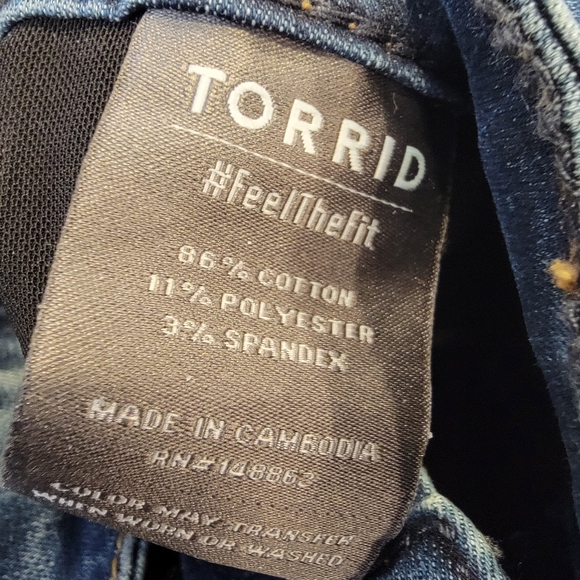 TORRID
#FeelTheFit
86% COTTON
11% POLYESTER
3% SPANDEX
MADE IN CAMBODIA
RN#148862
COLOR MAY TRANSFER
WHEN WORN OR WASHED